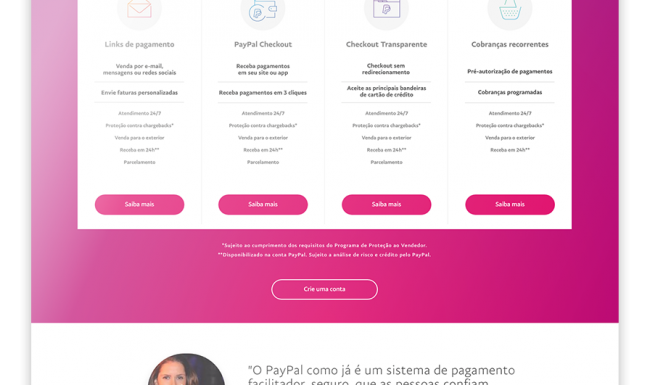 Links de pagamento
Venda por e-mail,
mensagens ou redes sociais
Envie faturas personalizadas
Atendimento 24/7
Proteção contra chargebacks*
Venda para o exterior
Receba em 24h**
Parcelamento
Saiba mais
PayPal Checkout
Receba pagamentos
em seu site ou app
Receba pagamentos em 3 cliques
Atendimento 24/7
Proteção contra chargebacks*
Venda para o exterior
Receba em 24h**
Parcelamento
Saiba mais
Checkout Transparente
Checkout sem
redirecionamento
Aceite as principais bandeiras
de cartão de crédito
Atendimento 24/7
Proteção contra chargebacks*
Venda para o exterior
Receba em 24h**
Parcelamento
Saiba mais
Cobranças recorrentes
Pré-autorização de pagamentos
Cobranças programadas
Atendimento 24/7
Proteção contra chargebacks*
Venda para o exterior
Receba em 24h**
Saiba mais
*Sujeito ao cumprimento dos requisitos do Programa de Proteção ao Vendedor.
**Disponibilizado na conta PayPal. Sujeito a análise de risco e crédito pelo PayPal.
Crie uma conta
"O PayPal como já é um sistema de pagamento
facilitador, seguro, que as pessoas confiam